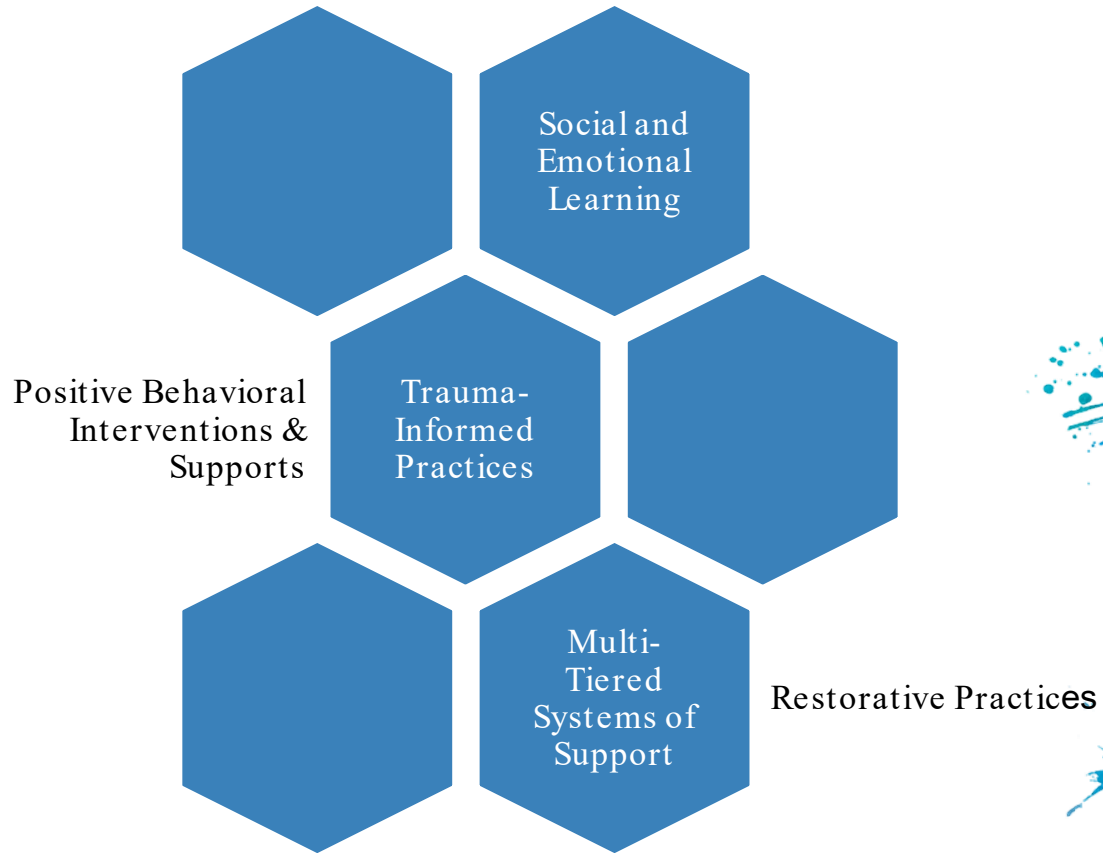 Social and
Emotional
Learning
Positive Behavioral
Interventions &
Supports
Trauma-
Informed
Practices
Multi-
Tiered
Systems of
Support
Restorative Practices